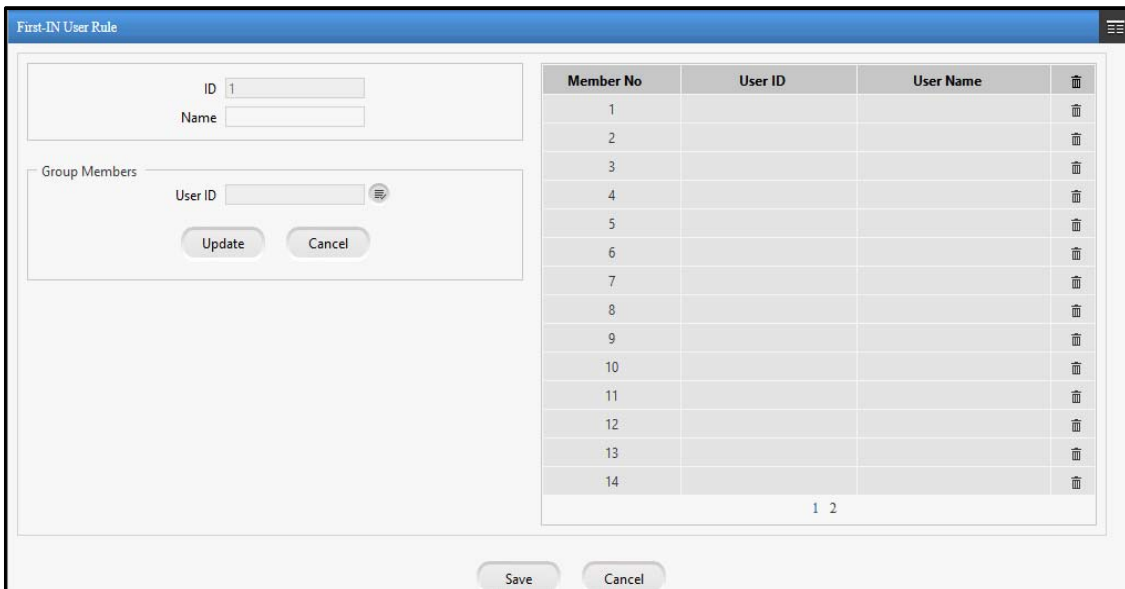 First-IN User Rule
ID 1
Name
Group Members
User ID
Update Cancel
Member No User ID User Name
1
2
3
4
5
6
7
8
9
10
11
12
13
14
1 2
Save Cancel